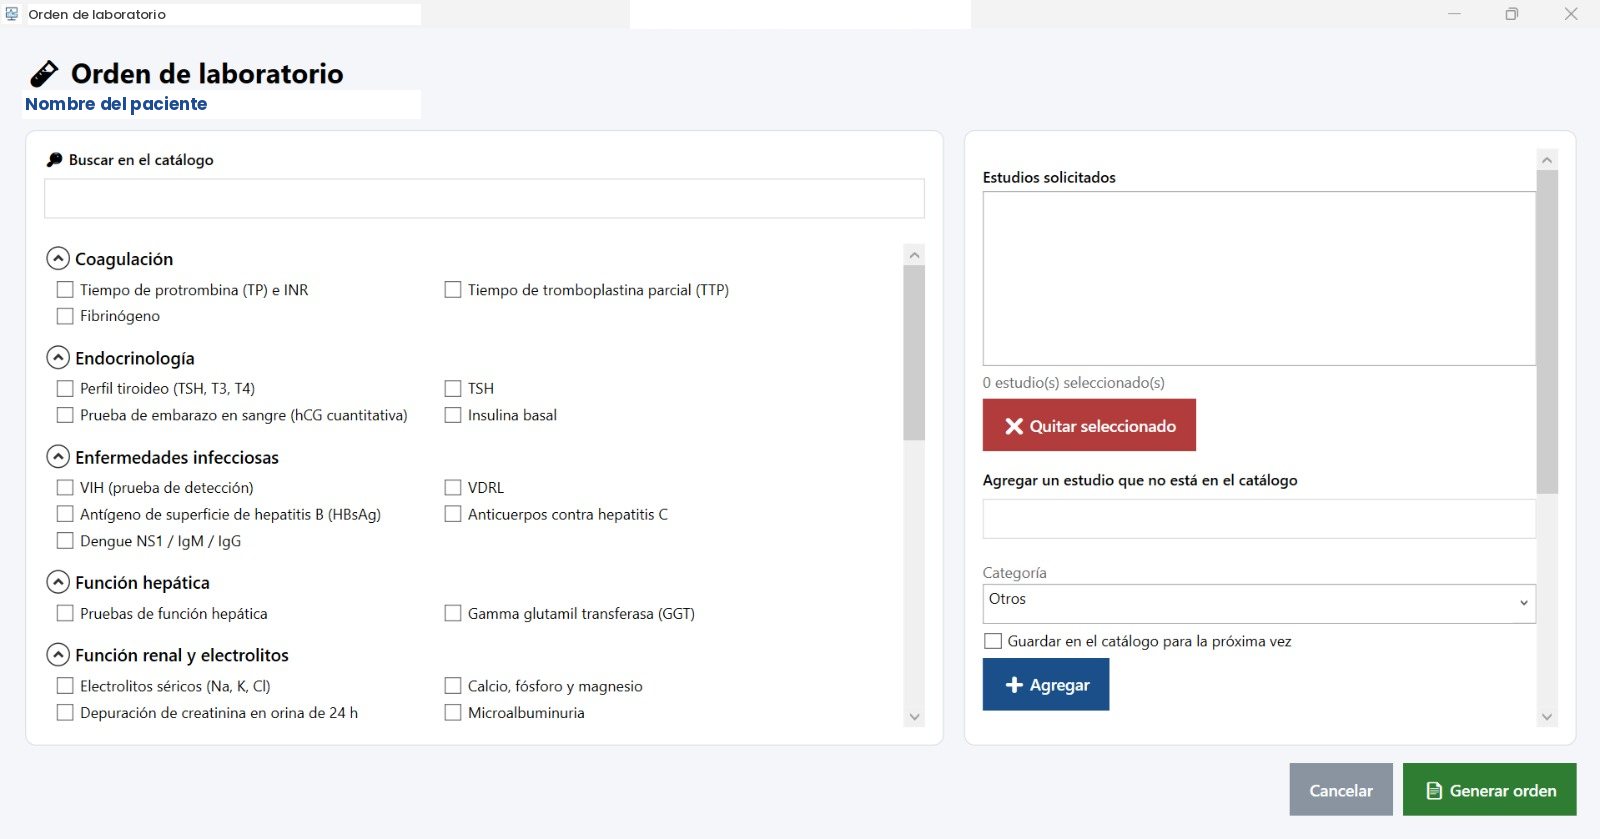 Orden de laboratorio
Orden de laboratorio
Nombre del paciente
Buscar en el catálogo
Coagulación
Tiempo de protrombina (TP) e INR
Tiempo de tromboplastina parcial (TTP)
Fibrinógeno
Endocrinología
Perfil tiroideo (TSH, T3, T4)
TSH
Prueba de embarazo en sangre (hCG cuantitativa)
Insulina basal
Enfermedades infecciosas
VIH (prueba de detección)
VDRL
Antígeno de superficie de hepatitis B (HBsAg)
Anticuerpos contra hepatitis C
Dengue NS1 / IgM / IgG
Función hepática
Pruebas de función hepática
Gamma glutamil transferasa (GGT)
Función renal y electrolitos
Electrolitos séricos (Na, K, Cl)
Calcio, fósforo y magnesio
Depuración de creatinina en orina de 24 h
Microalbuminuria
Estudios solicitados
0 estudio(s) seleccionado(s)
Quitar seleccionado
Agregar un estudio que no está en el catálogo
Categoría
Otros
Guardar en el catálogo para la próxima vez
Agregar
Cancelar
Generar orden